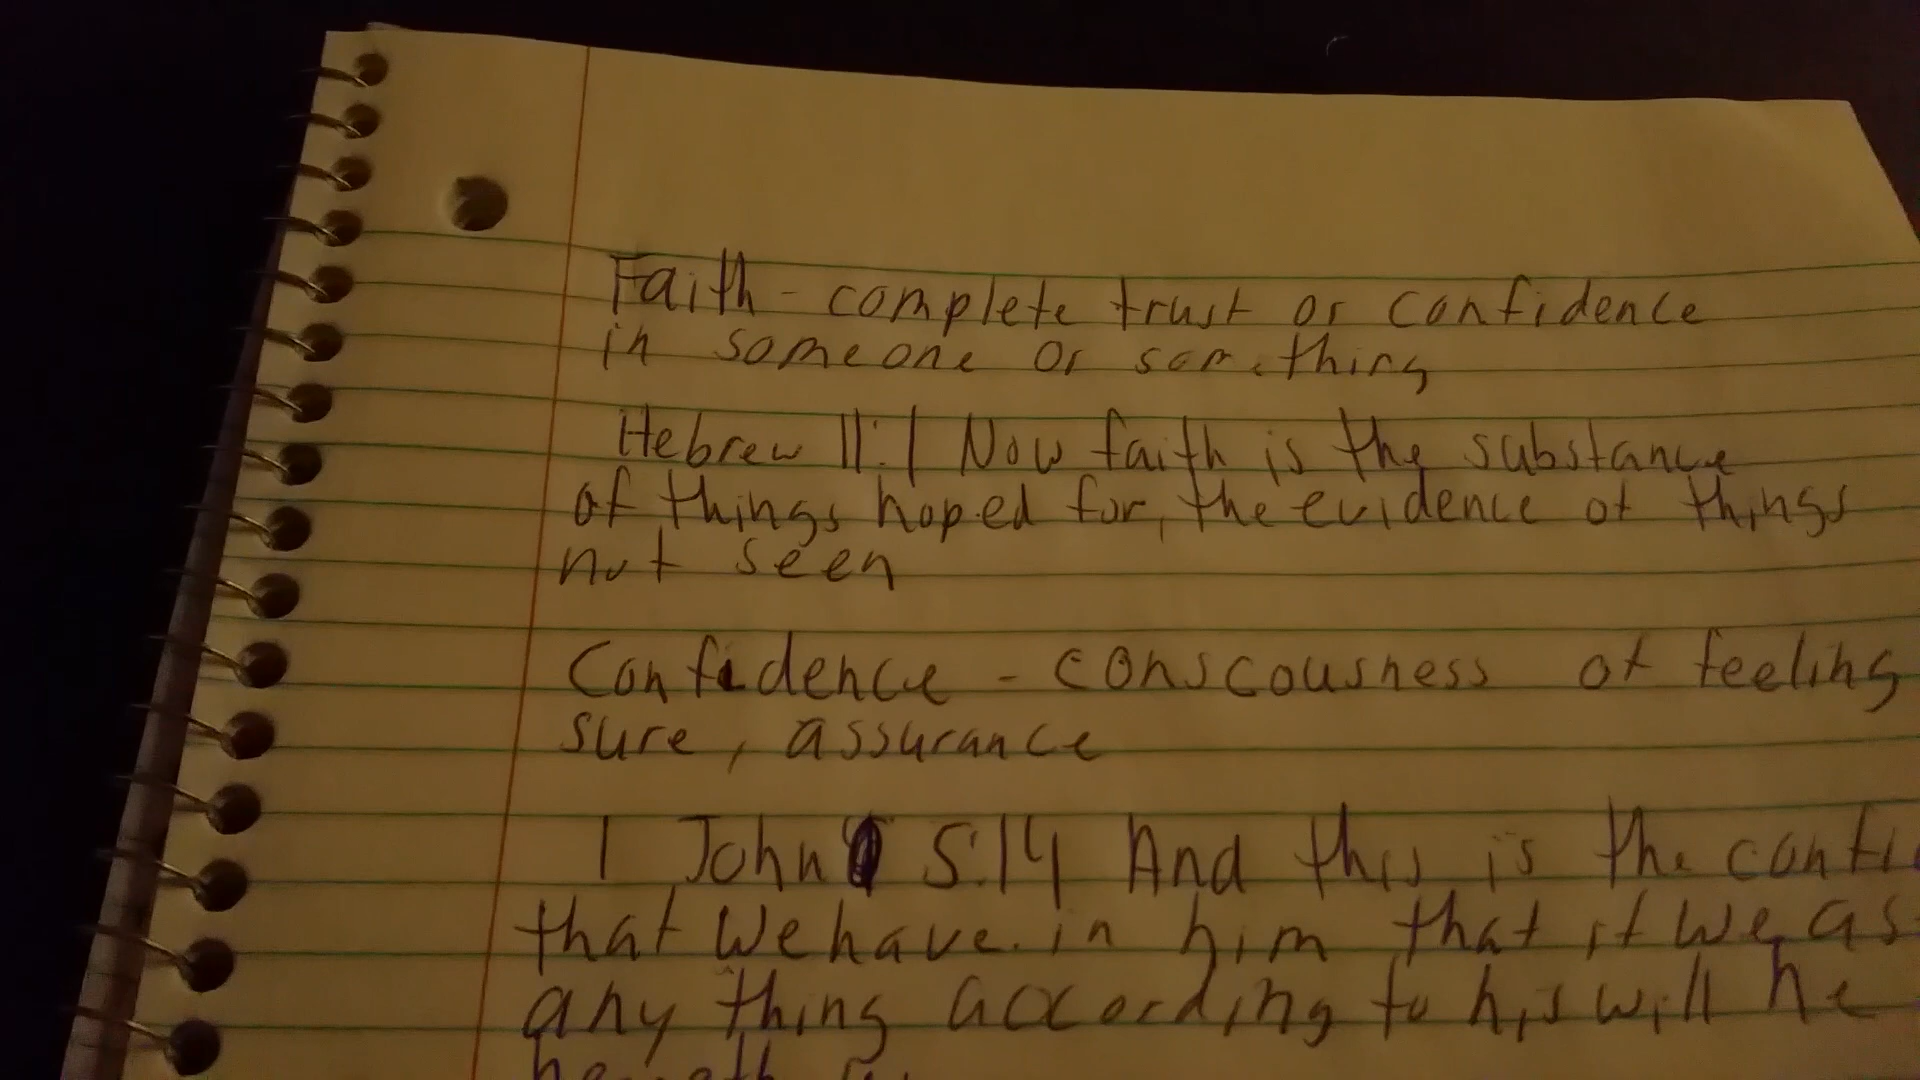 Faith - complete trust or confidence
in someone or something
Hebrew 11:1 Now faith is the substance
of things hoped for, the evidence of things
not seen
Confidence - conscousness of feeling
sure, assurance
1 John 5:14 And this is the confi
that we have in him that if we as
any thing according to his will he